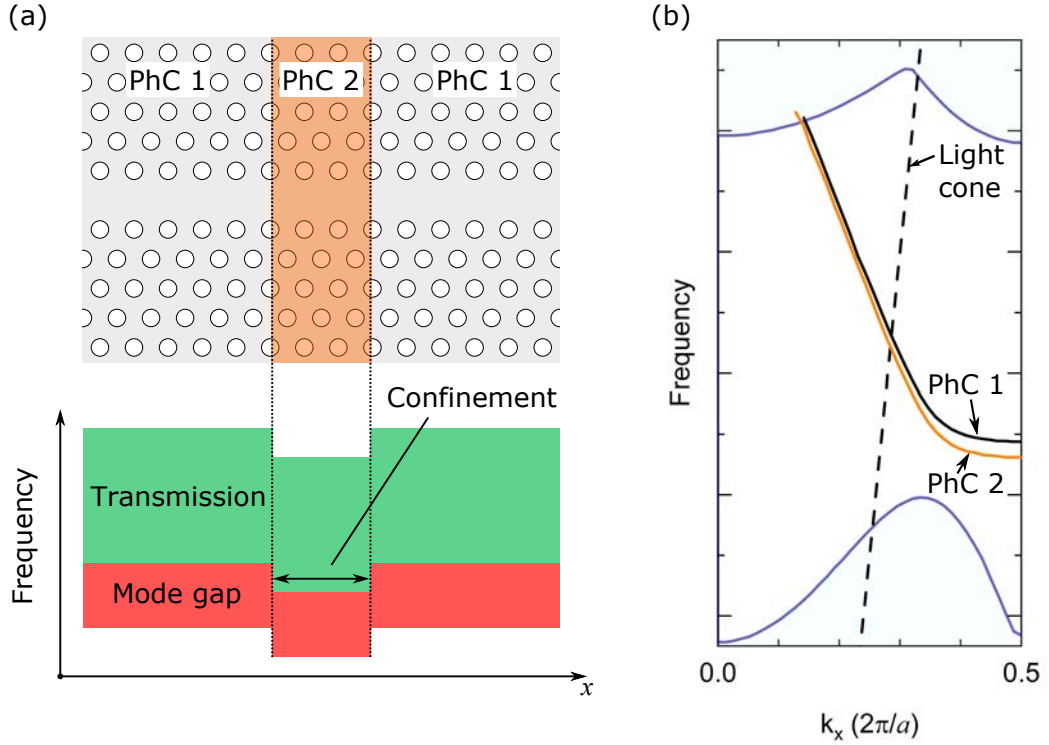 (a)
PhC 1
PhC 2
PhC 1
Confinement
Transmission
Mode gap
Frequency
x
(b)
Light
cone
PhC 1
PhC 2
Frequency
0.0
0.5
kₓ (2π/a)